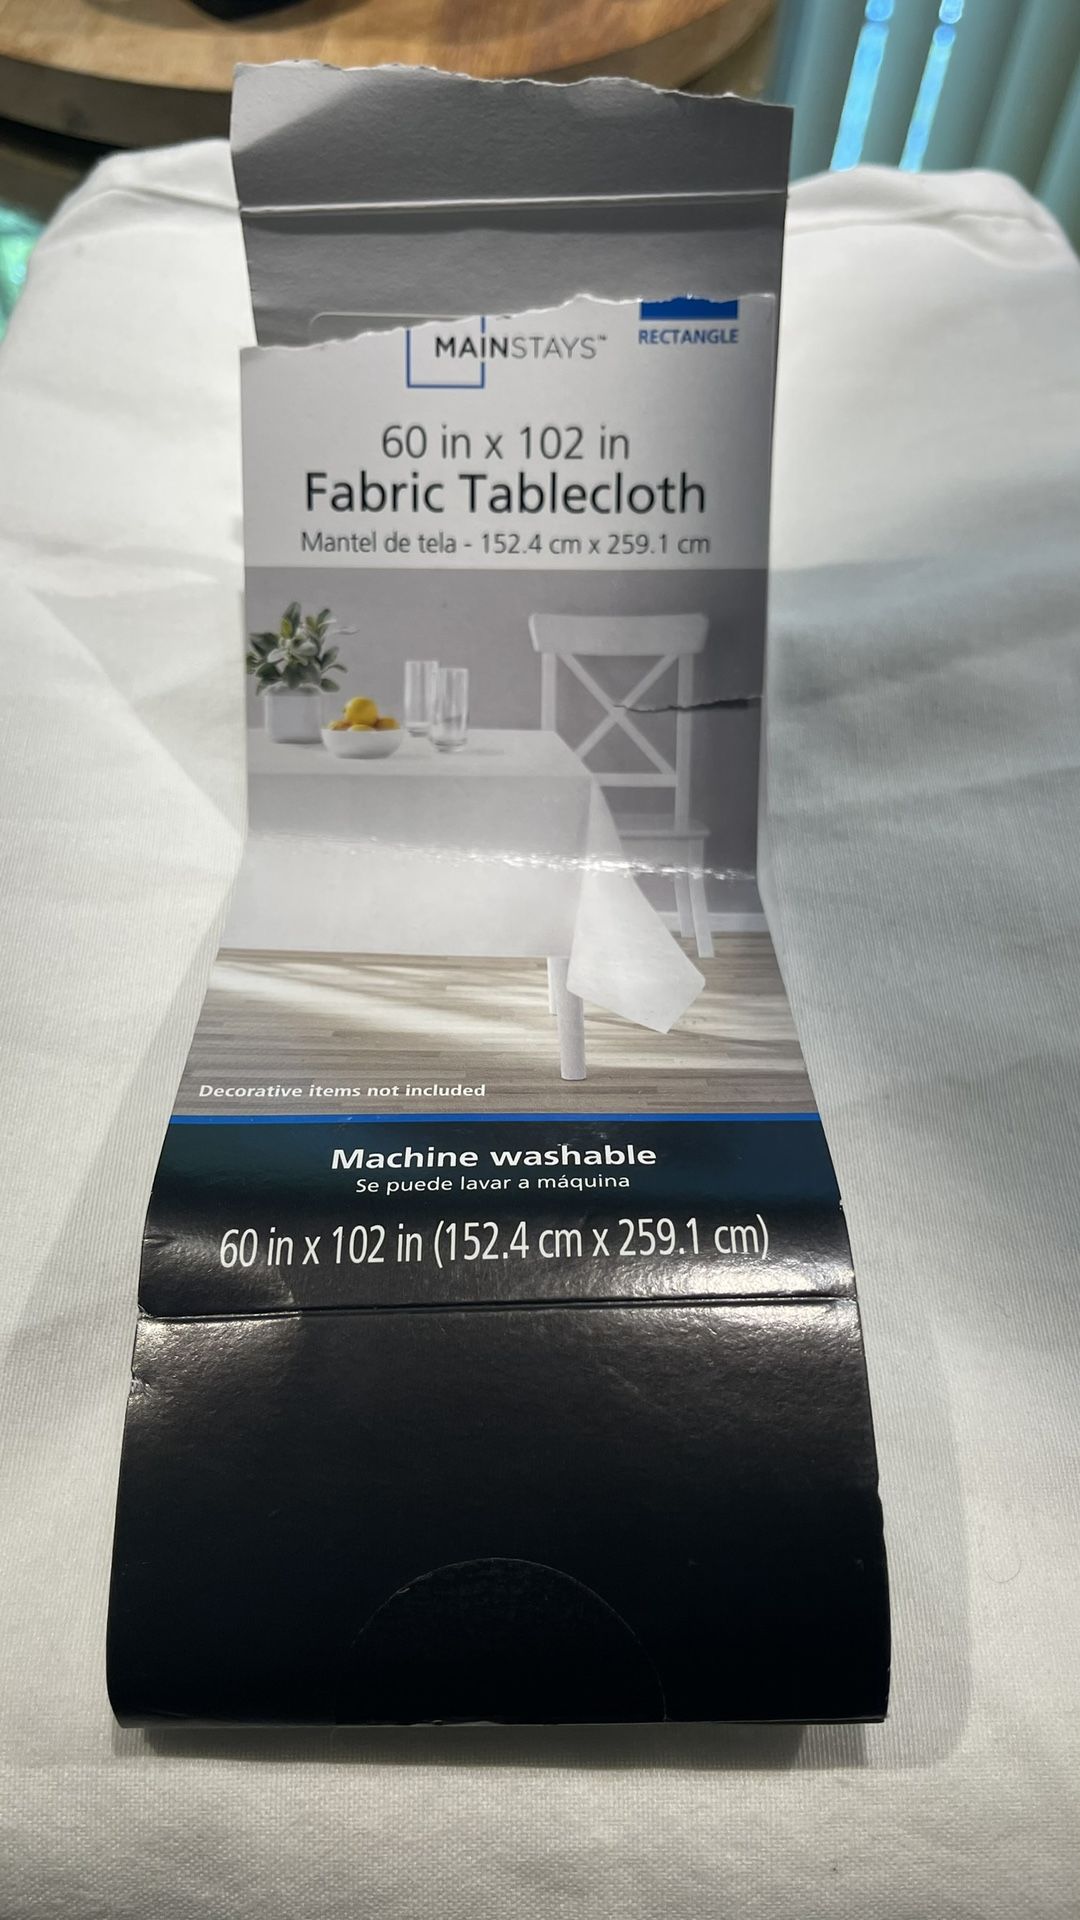 RECTANGLE
MAINSTAYS™
60 in x 102 in
Fabric Tablecloth
Mantel de tela - 152.4 cm x 259.1 cm
Decorative items not included
Machine washable
Se puede lavar a máquina
60 in x 102 in (152.4 cm x 259.1 cm)